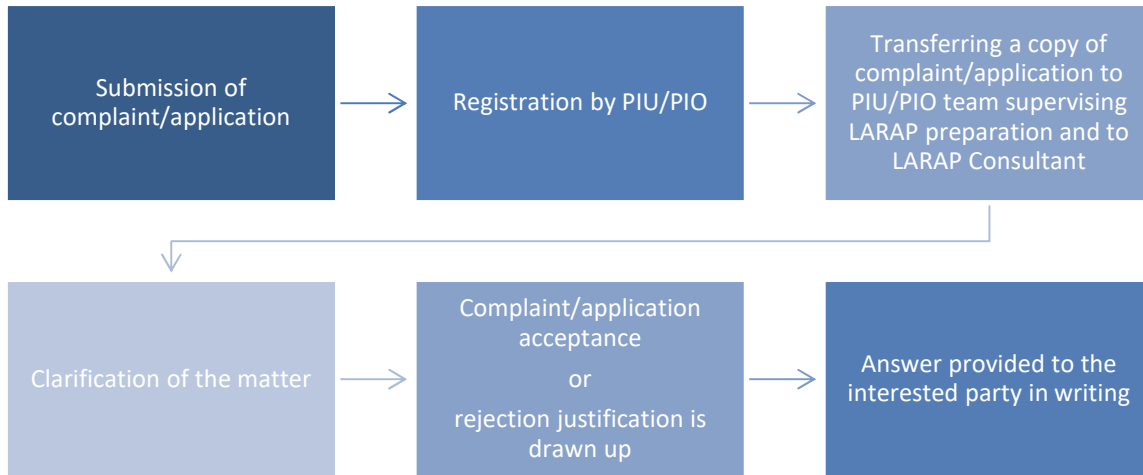 Submission of
complaint/application
Registration by PIU/PIO
Transferring a copy of
complaint/application to
PIU/PIO team supervising
LARAP preparation and to
LARAP Consultant
Clarification of the matter
Complaint/application
acceptance
or
rejection justification is
drawn up
Answer provided to the
interested party in writing